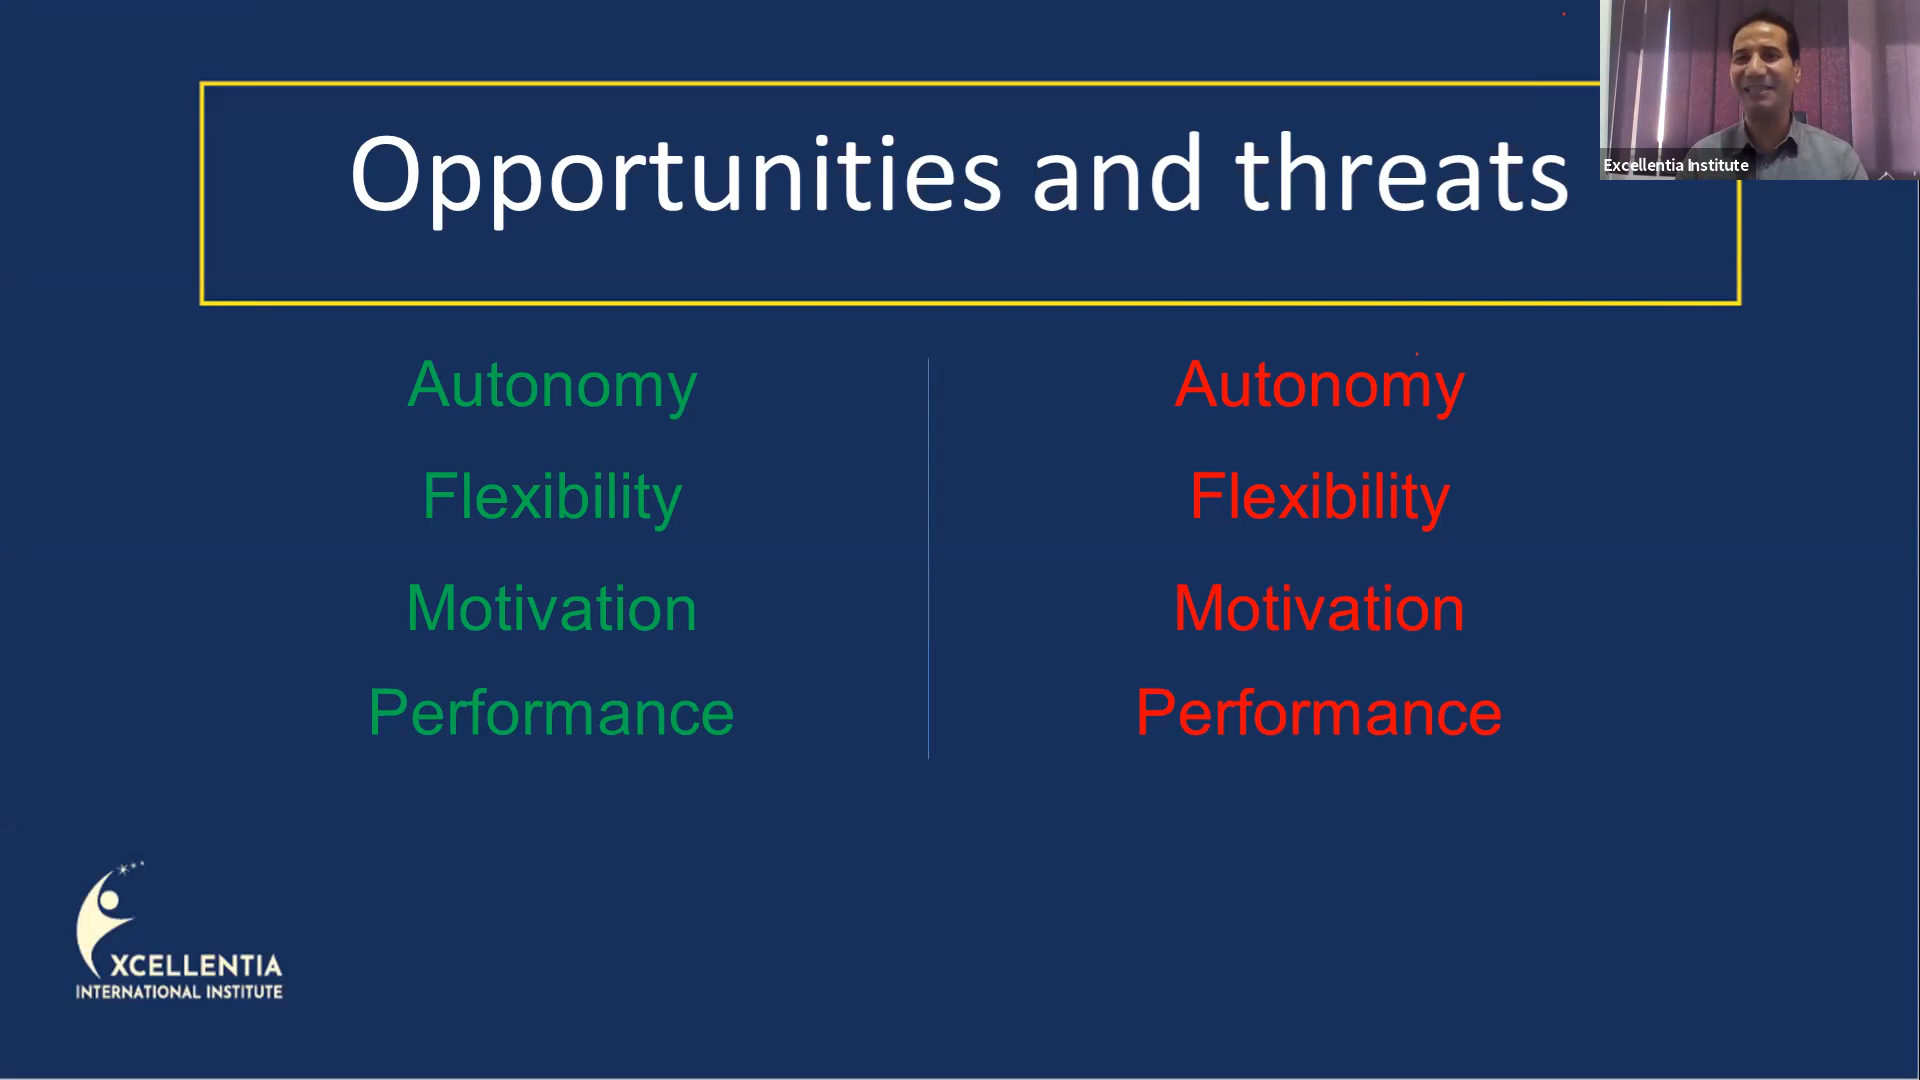 Opportunities and threats
Excellentia Institute
Autonomy
Flexibility
Motivation
Performance
Autonomy
Flexibility
Motivation
Performance
XCELLENTIA
INTERNATIONAL INSTITUTE